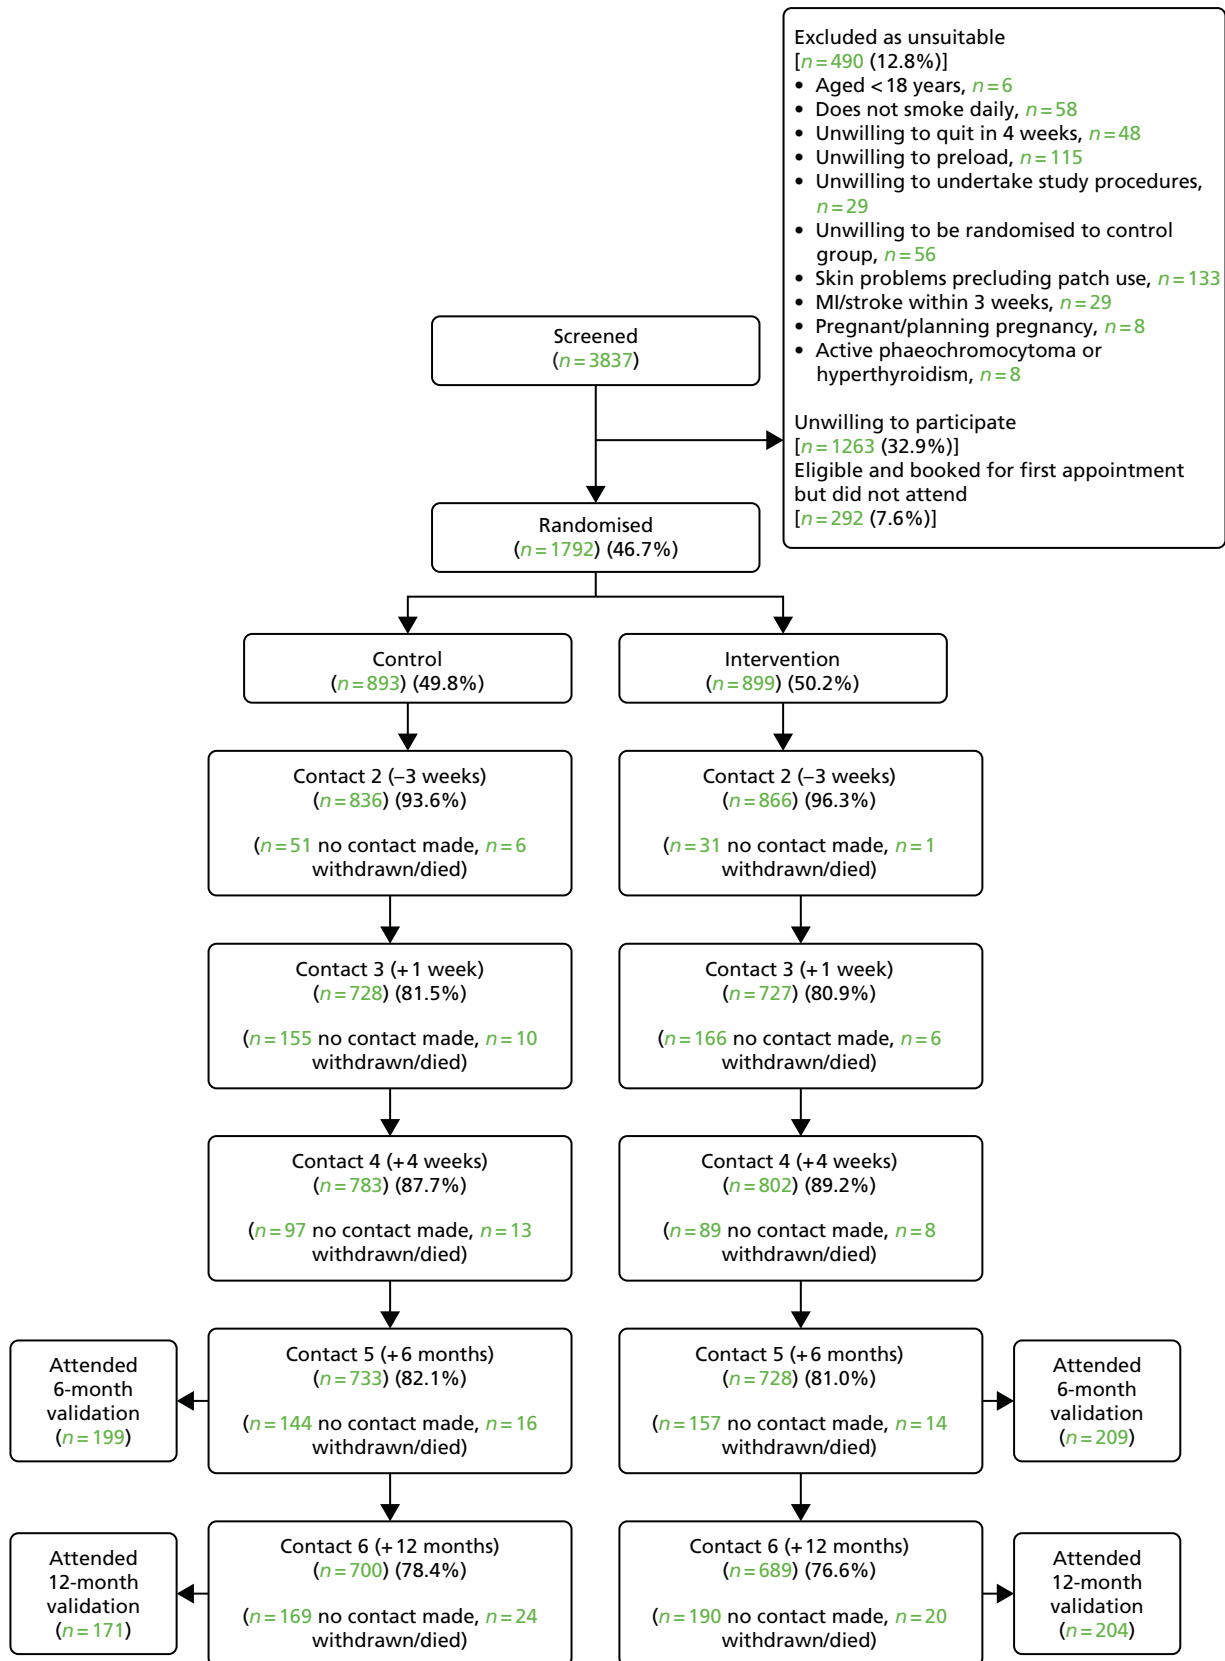 Excluded as unsuitable
[n=490 (12.8%)]
• Aged <18 years, n=6
• Does not smoke daily, n=58
• Unwilling to quit in 4 weeks, n=48
• Unwilling to preload, n=115
• Unwilling to undertake study procedures,
n=29
• Unwilling to be randomised to control
group, n=56
• Skin problems precluding patch use, n=133
• MI/stroke within 3 weeks, n=29
• Pregnant/planning pregnancy, n=8
• Active phaeochromocytoma or
hyperthyroidism, n=8
Unwilling to participate
[n=1263 (32.9%)]
Eligible and booked for first appointment
but did not attend
[n=292 (7.6%)]
Screened
(n=3837)
Randomised
(n=1792) (46.7%)
Control
(n=893) (49.8%)
Intervention
(n=899) (50.2%)
Contact 2 (–3 weeks)
(n=836) (93.6%)
(n=51 no contact made, n=6
withdrawn/died)
Contact 2 (–3 weeks)
(n=866) (96.3%)
(n=31 no contact made, n=1
withdrawn/died)
Contact 3 (+1 week)
(n=728) (81.5%)
(n=155 no contact made, n=10
withdrawn/died)
Contact 3 (+1 week)
(n=727) (80.9%)
(n=166 no contact made, n=6
withdrawn/died)
Contact 4 (+4 weeks)
(n=783) (87.7%)
(n=97 no contact made, n=13
withdrawn/died)
Contact 4 (+4 weeks)
(n=802) (89.2%)
(n=89 no contact made, n=8
withdrawn/died)
Attended
6-month
validation
(n=199)
Contact 5 (+6 months)
(n=733) (82.1%)
(n=144 no contact made, n=16
withdrawn/died)
Contact 5 (+6 months)
(n=728) (81.0%)
(n=157 no contact made, n=14
withdrawn/died)
Attended
6-month
validation
(n=209)
Attended
12-month
validation
(n=171)
Contact 6 (+12 months)
(n=700) (78.4%)
(n=169 no contact made, n=24
withdrawn/died)
Contact 6 (+12 months)
(n=689) (76.6%)
(n=190 no contact made, n=20
withdrawn/died)
Attended
12-month
validation
(n=204)